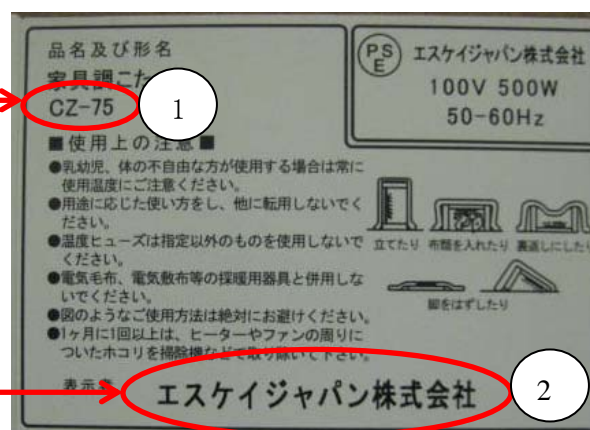 品名及び形名
家具調こた
CZ-75
1
PS
E
エスケイジャパン株式会社
100V 500W
50-60Hz
■使用上の注意■
●乳幼児、体の不自由な方が使用する場合は常に
使用温度にご注意ください。
●用途に応じた使い方をし、他に転用しないでく
ださい。
●温度ヒューズは指定以外のものを使用しないで
ください。
●電気毛布、電気敷布等の採暖用器具と併用しな
いでください。
●図のようなご使用方法は絶対にお避けください。
●1ヶ月に1回以上は、ヒーターやファンの周りに
ついたホコリを掃除機などで取り除いて下さい。
立てたり 布類を入れたり 裏返しにしたり
脚をはずしたり
表示者
エスケイジャパン株式会社
2